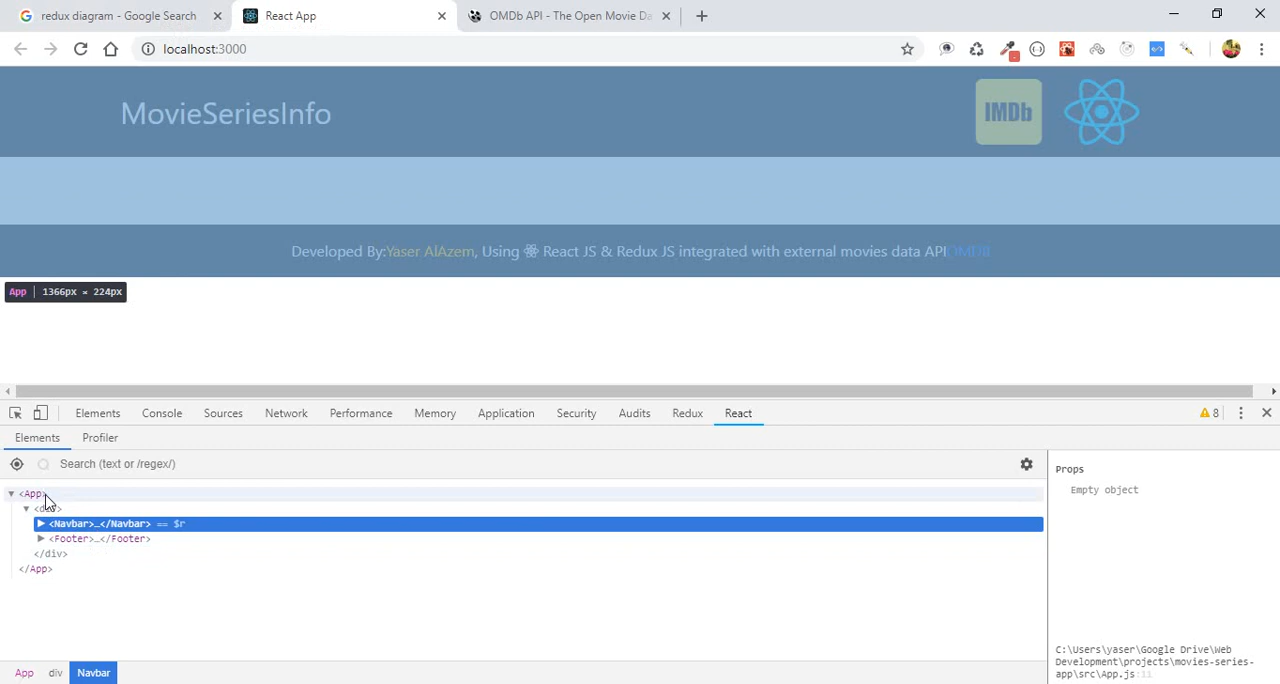 redux diagram - Google Search
React App
OMDb API - The Open Movie Da
localhost:3000
MovieSeriesInfo
IMDb
Developed By:Yaser AlAzem, Using React JS & Redux JS integrated with external movies data APIOMDB
App | 1366px × 224px
Elements Console Sources Network Performance Memory Application Security Audits Redux React 8
Elements Profiler
Search (text or /regex/)
Props
Empty object
<App>
<div>
<Navbar>…</Navbar> == $r
<Footer>…</Footer>
</div>
</App>
C:\Users\yaser\Google Drive\Web
Development\projects\movies-series-
app\src\App.js:11
App div Navbar